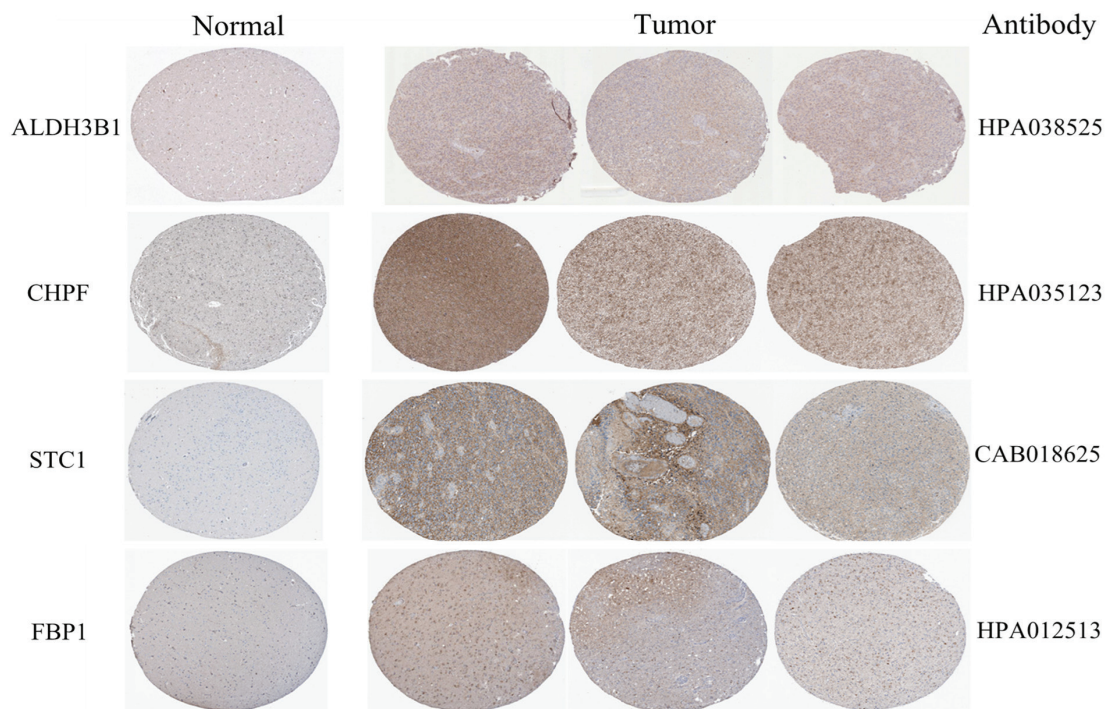 Normal Tumor Antibody
ALDH3B1 HPA038525
CHPF HPA035123
STC1 CAB018625
FBP1 HPA012513